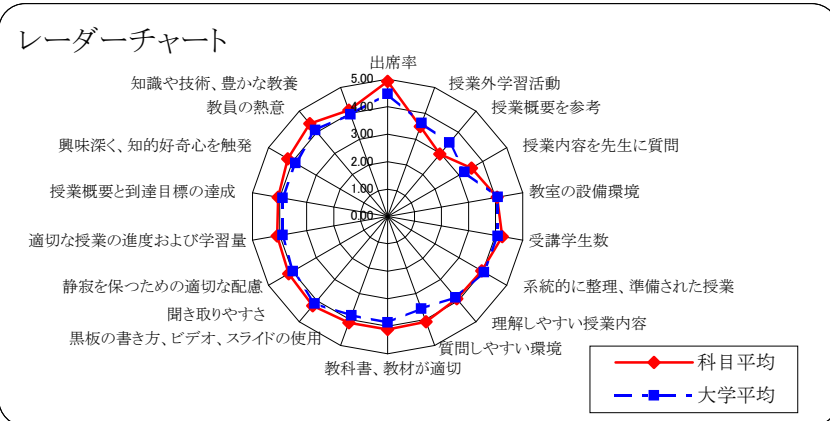 レーダーチャート
出席率
授業外学習活動
授業概要を参考
授業内容を先生に質問
教室の設備環境
受講学生数
系統的に整理、準備された授業
理解しやすい授業内容
質問しやすい環境
教科書、教材が適切
黒板の書き方、ビデオ、スライドの使用
聞き取りやすさ
静寂を保つための適切な配慮
適切な授業の進度および学習量
授業概要と到達目標の達成
興味深く、知的好奇心を触発
教員の熱意
知識や技術、豊かな教養
5.00
4.00
3.00
2.00
1.00
0.00
科目平均
大学平均